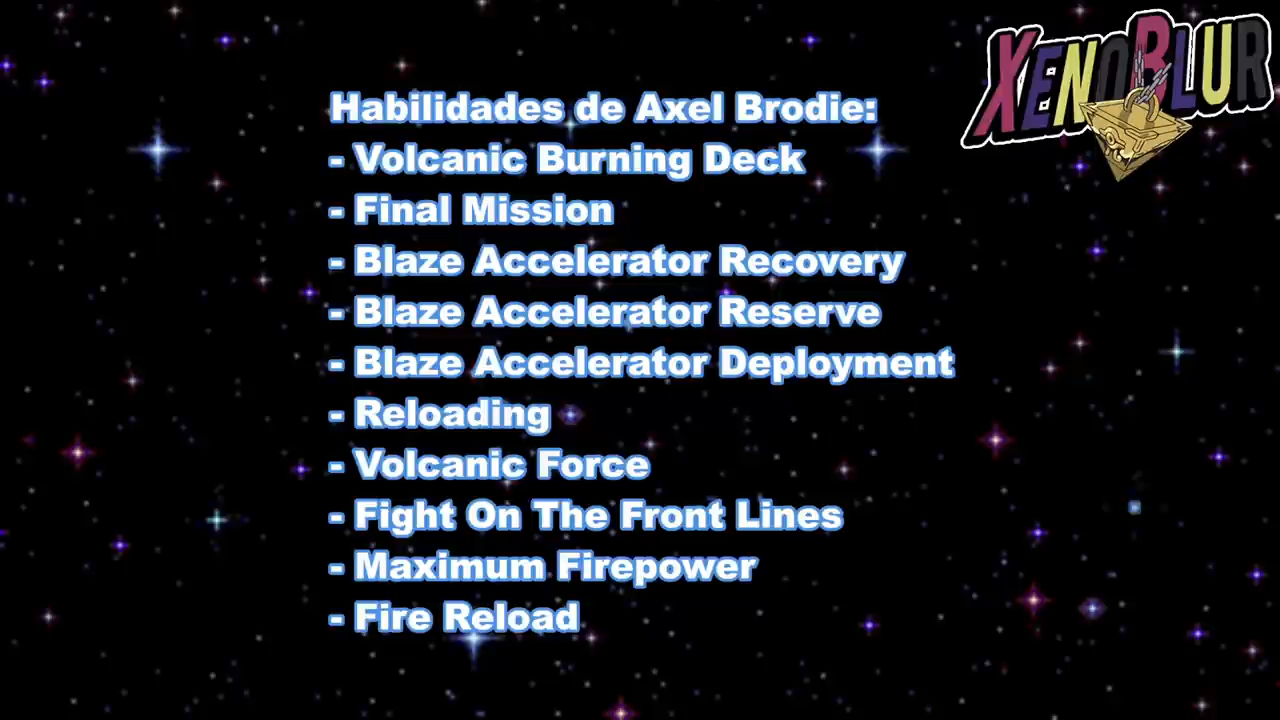 XENOBLUR
Habilidades de Axel Brodie:
- Volcanic Burning Deck
- Final Mission
- Blaze Accelerator Recovery
- Blaze Accelerator Reserve
- Blaze Accelerator Deployment
- Reloading
- Volcanic Force
- Fight On The Front Lines
- Maximum Firepower
- Fire Reload